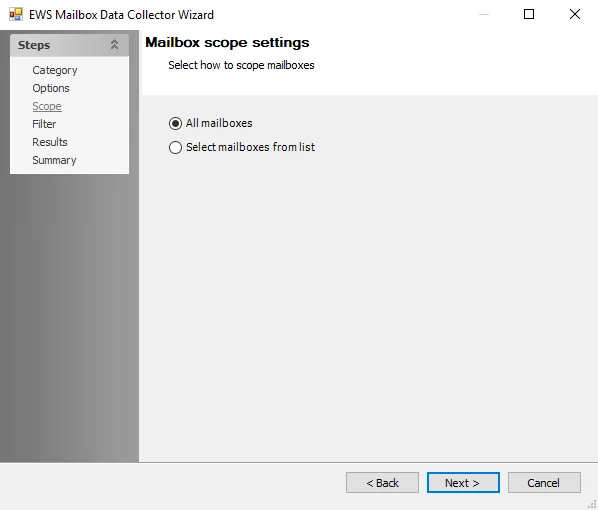 EWS Mailbox Data Collector Wizard
Steps
Category
Options
Scope
Filter
Results
Summary
Mailbox scope settings
Select how to scope mailboxes
All mailboxes
Select mailboxes from list
< Back
Next >
Cancel